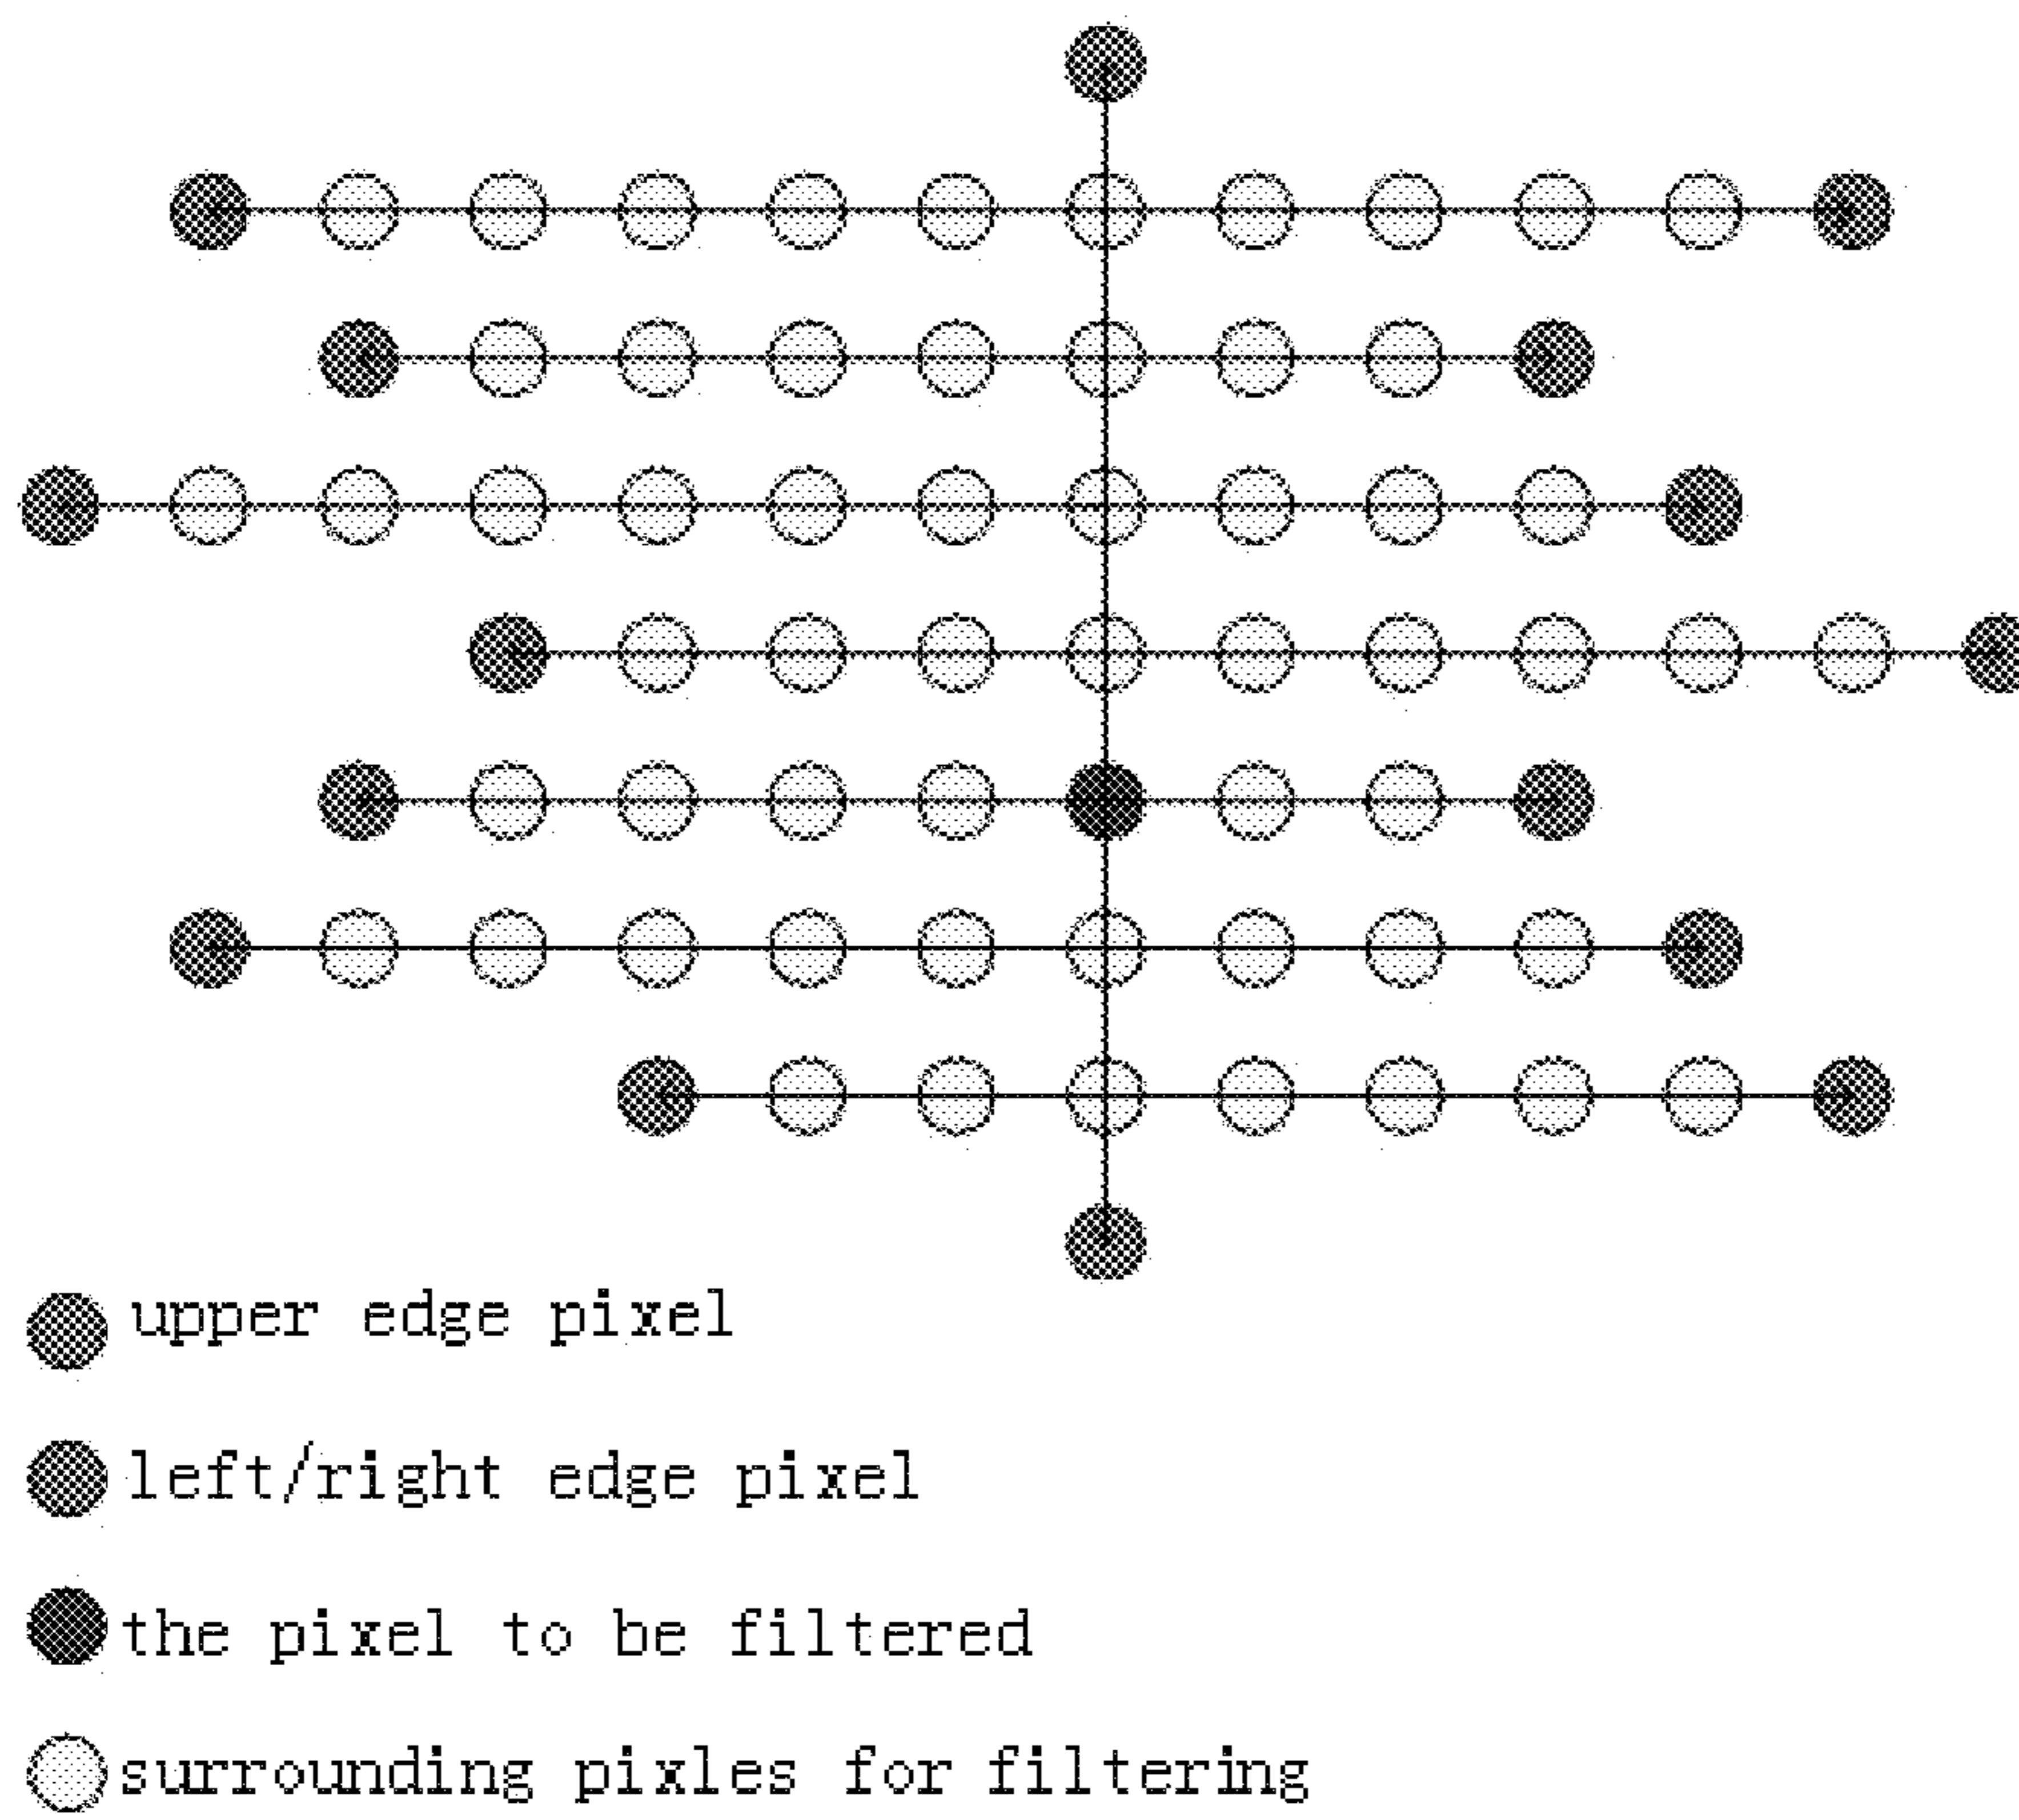 upper edge pixel
left/right edge pixel
the pixel to be filtered
surrounding pixles for filtering